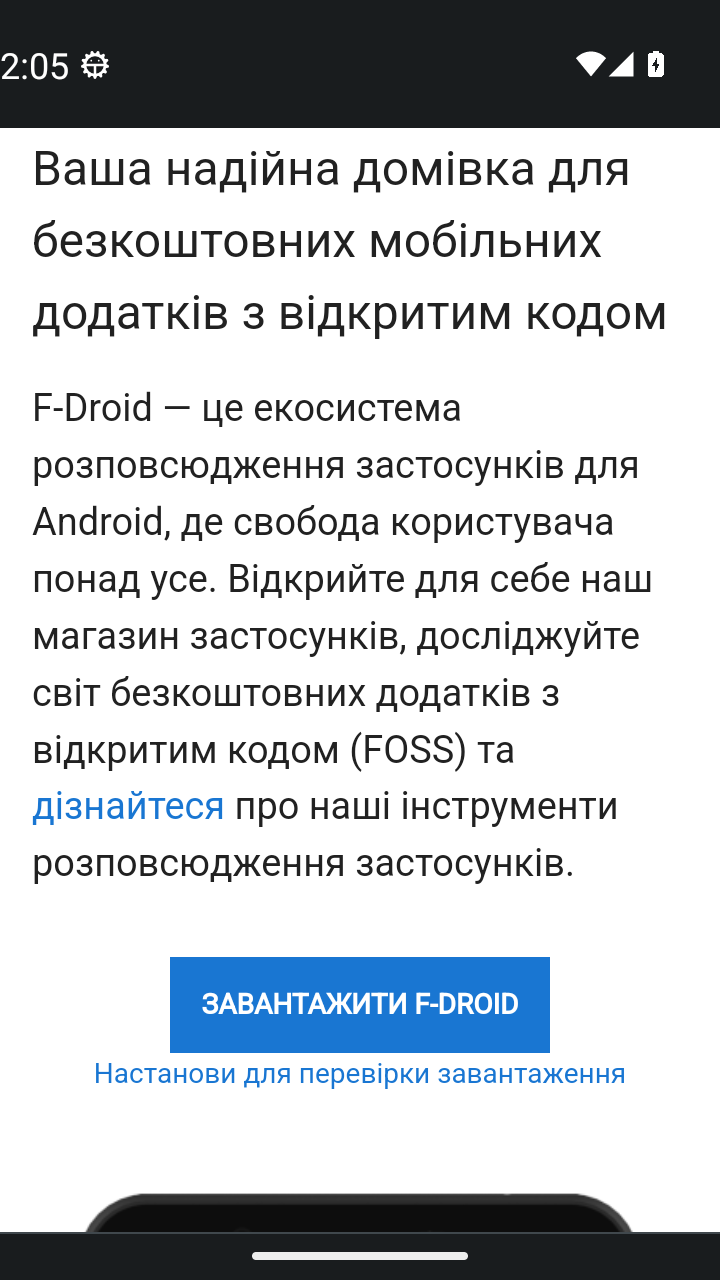 2:05
Ваша надійна домівка для
безкоштовних мобільних
додатків з відкритим кодом
F-Droid — це екосистема
розповсюдження застосунків для
Android, де свобода користувача
понад усе. Відкрийте для себе наш
магазин застосунків, досліджуйте
світ безкоштовних додатків з
відкритим кодом (FOSS) та
дізнайтеся про наші інструменти
розповсюдження застосунків.
ЗАВАНТАЖИТИ F-DROID
Настанови для перевірки завантаження